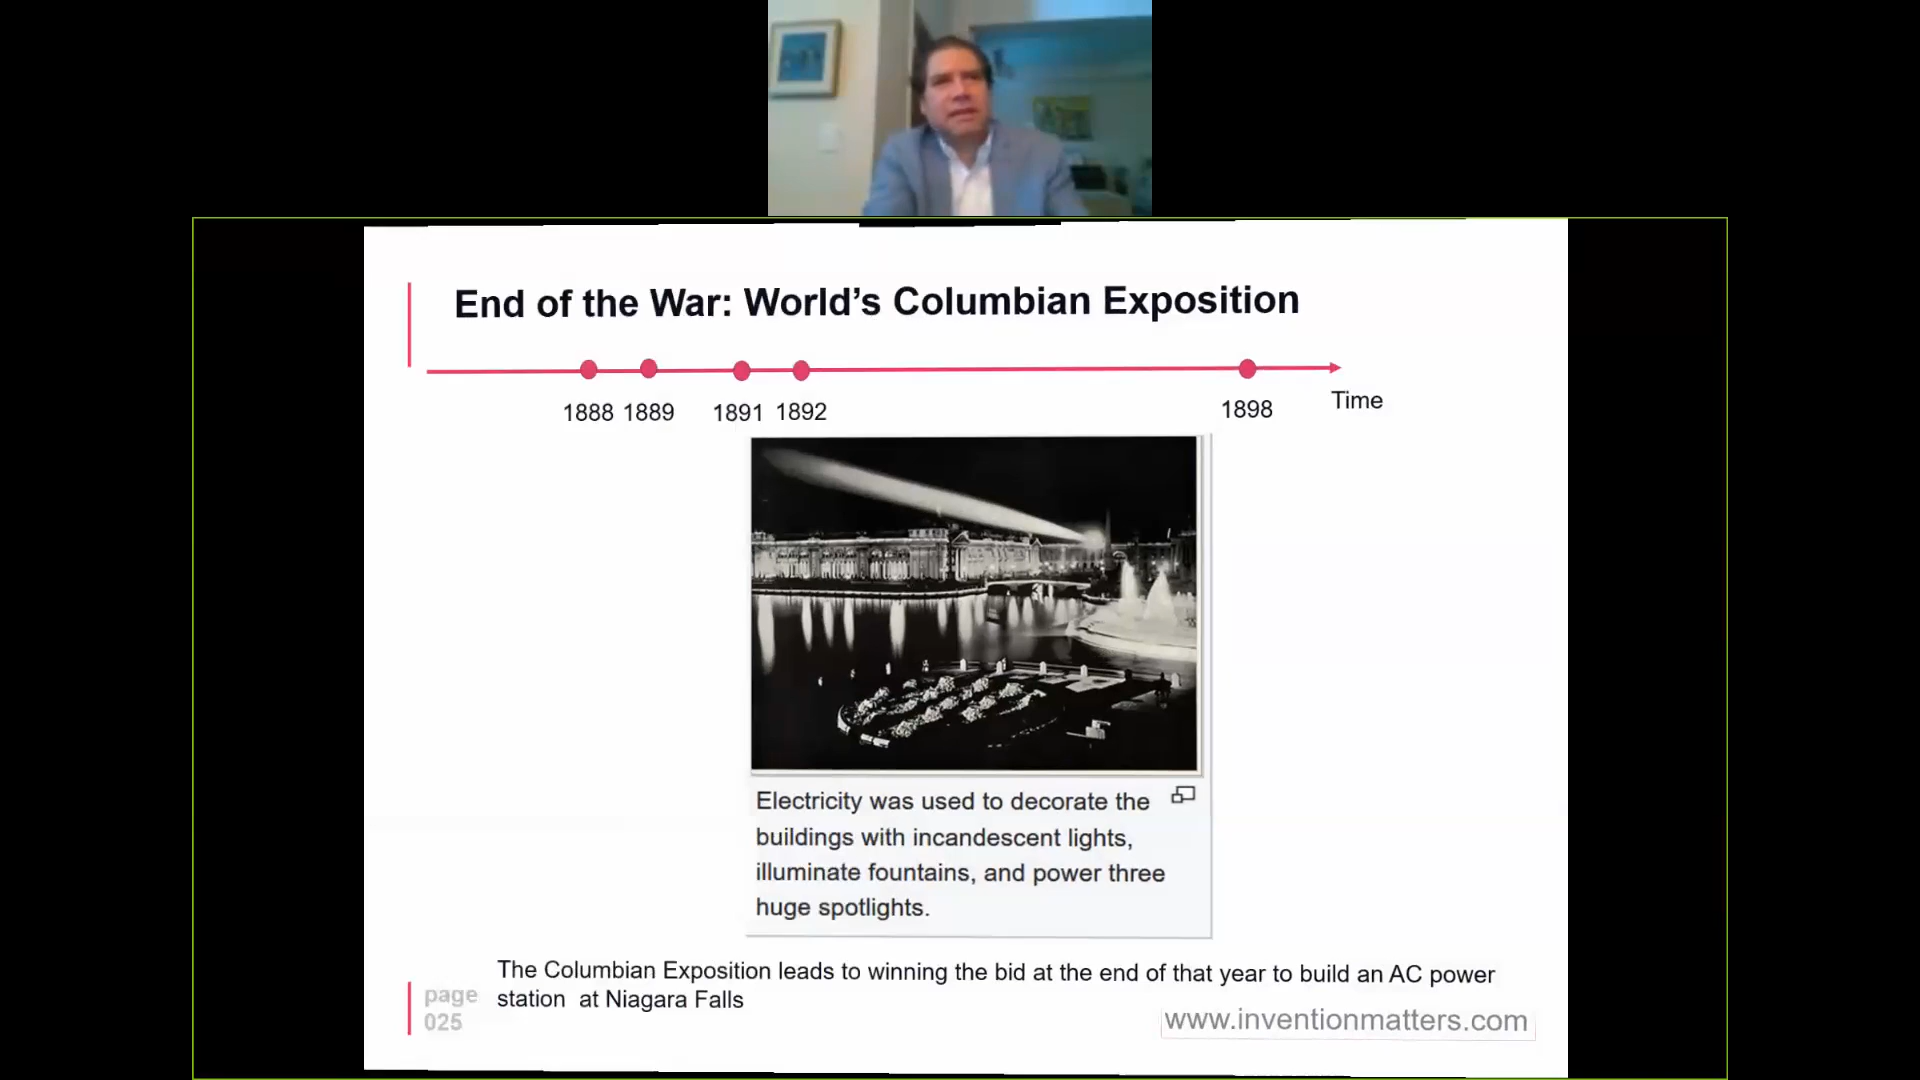 End of the War: World's Columbian Exposition
1888 1889 1891 1892 1898 Time
Electricity was used to decorate the
buildings with incandescent lights,
illuminate fountains, and power three
huge spotlights.
The Columbian Exposition leads to winning the bid at the end of that year to build an AC power
station at Niagara Falls
page
025
www.inventionmatters.com